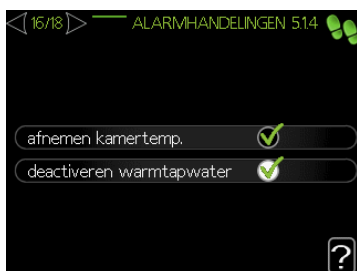 16/18 ALARMHANDELINGEN 5.1.4
afnemen kamertemp.
deactiveren warmtapwater
?